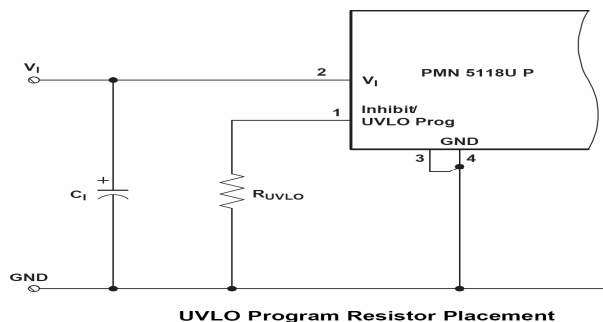 VI
2
PMN 5118U P
VI
1
Inhibit/
UVLO Prog
GND
3
4
+
CI
RUVLO
GND
UVLO Program Resistor Placement